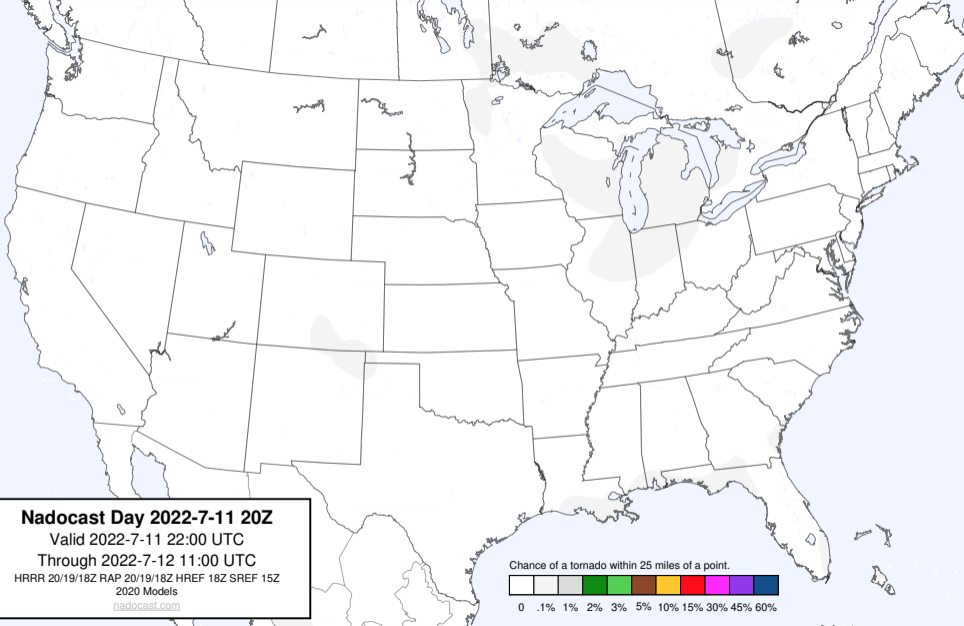 Nadocast Day 2022-7-11 20Z
Valid 2022-7-11 22:00 UTC
Through 2022-7-12 11:00 UTC
HRRR 20/19/18Z RAP 20/19/18Z HREF 18Z SREF 15Z
2020 Models
nadocast.com
Chance of a tornado within 25 miles of a point.
0 .1% 1% 2% 3% 5% 10% 15% 30% 45% 60%